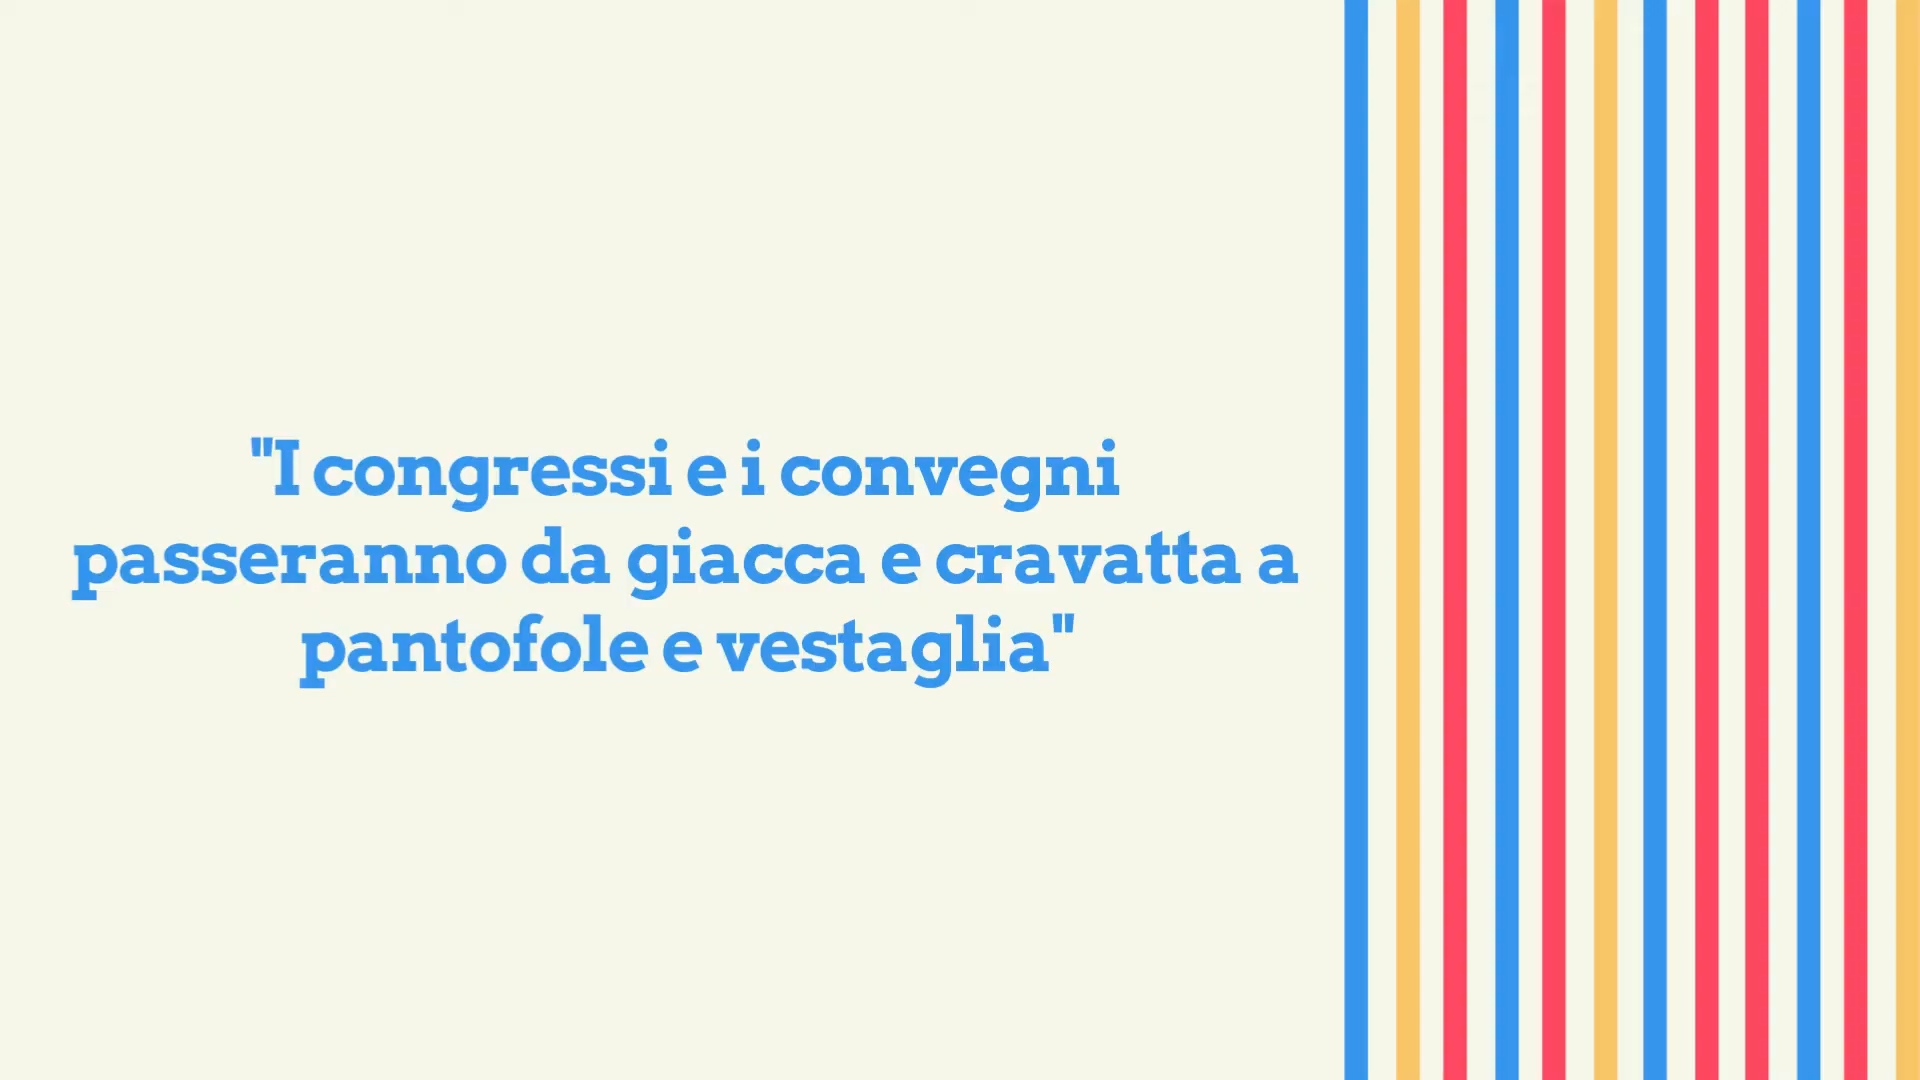 "I congressi e i convegni
passeranno da giacca e cravatta a
pantofole e vestaglia"